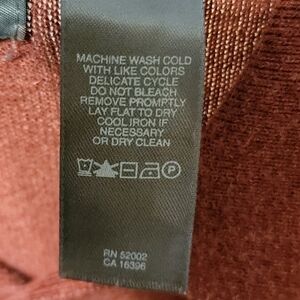 MACHINE WASH COLD
WITH LIKE COLORS
DELICATE CYCLE
DO NOT BLEACH
REMOVE PROMPTLY
LAY FLAT TO DRY
COOL IRON IF
NECESSARY
OR DRY CLEAN
P
RN 52002
CA 16396